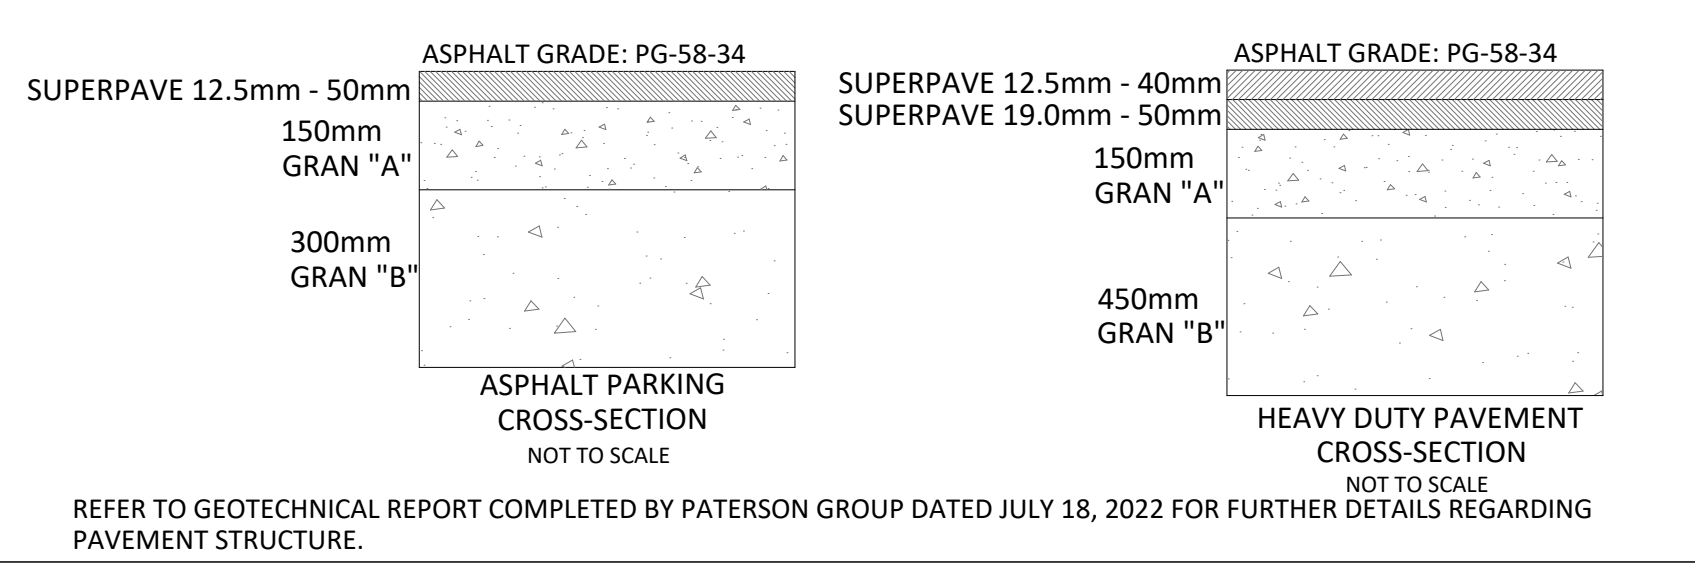 ASPHALT GRADE: PG-58-34
SUPERPAVE 12.5mm - 50mm
150mm
GRAN "A"
300mm
GRAN "B"
ASPHALT PARKING
CROSS-SECTION
NOT TO SCALE
ASPHALT GRADE: PG-58-34
SUPERPAVE 12.5mm - 40mm
SUPERPAVE 19.0mm - 50mm
150mm
GRAN "A"
450mm
GRAN "B"
HEAVY DUTY PAVEMENT
CROSS-SECTION
NOT TO SCALE
REFER TO GEOTECHNICAL REPORT COMPLETED BY PATERSON GROUP DATED JULY 18, 2022 FOR FURTHER DETAILS REGARDING
PAVEMENT STRUCTURE.